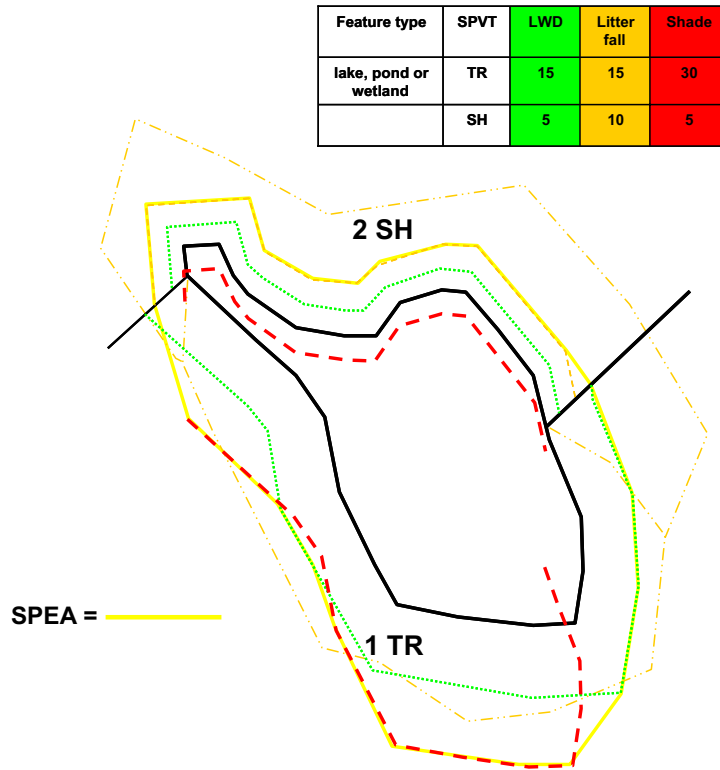 Feature type SPVT LWD Litter fall Shade
lake, pond or wetland TR 15 15 30
SH 5 10 5
2 SH
SPEA =
1 TR